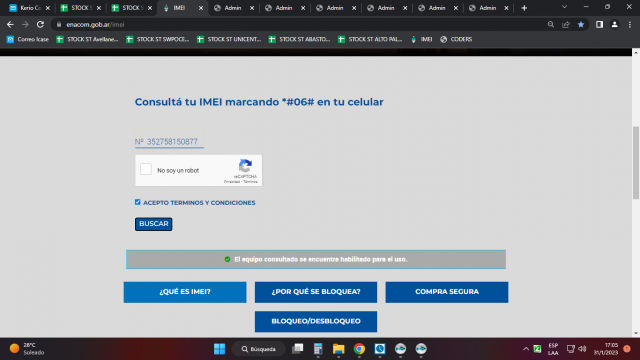 Kerio Co
STOCK S
STOCK S
IMEI
Admin
Admin
Admin
Admin
Admin
enacom.gob.ar/imei
Correo Icase
STOCK ST Avellane...
STOCK ST SWPOCE...
STOCK ST UNICENT...
STOCK ST ABASTO...
STOCK ST ALTO PAL...
IMEI
CODERS
Consultá tu IMEI marcando *#06# en tu celular
Nº 352758150877
No soy un robot
reCAPTCHA
Privacidad - Términos
ACEPTO TERMINOS Y CONDICIONES
BUSCAR
El equipo consultado se encuentra habilitado para el uso.
¿QUÉ ES IMEI?
¿POR QUÉ SE BLOQUEA?
COMPRA SEGURA
BLOQUEO/DESBLOQUEO
28°C
Soleado
Búsqueda
ESP
LAA
17:05
31/1/2023